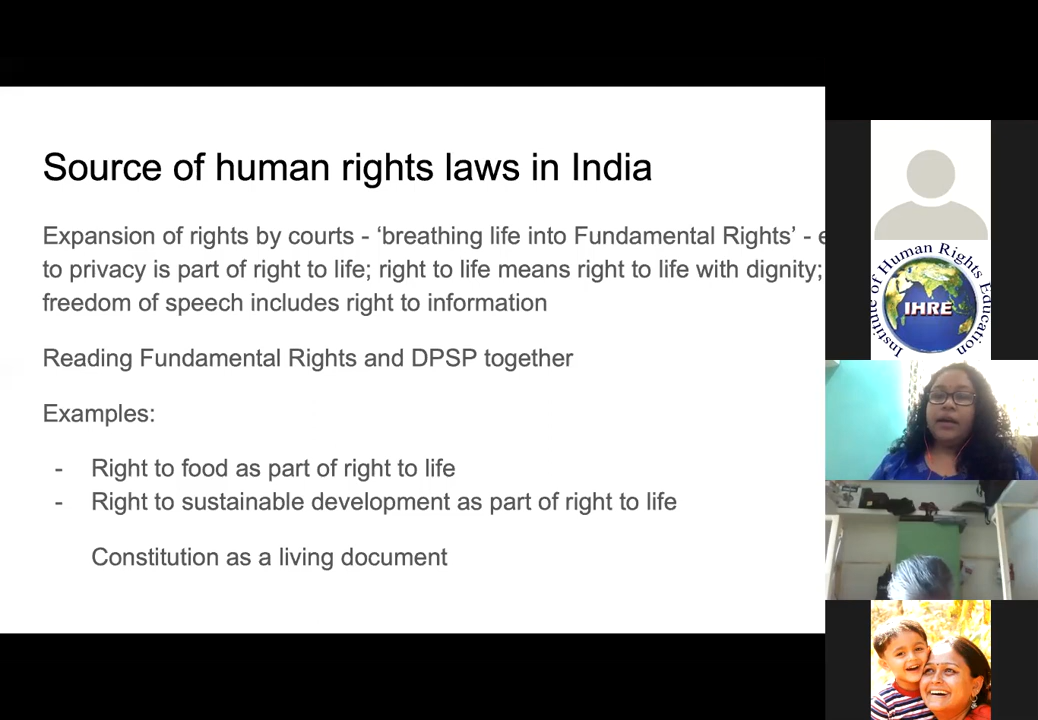 Source of human rights laws in India
Expansion of rights by courts - ‘breathing life into Fundamental Rights’ -
to privacy is part of right to life; right to life means right to life with dignity;
freedom of speech includes right to information
Reading Fundamental Rights and DPSP together
Examples:
- Right to food as part of right to life
- Right to sustainable development as part of right to life
Constitution as a living document
Institute of Human Rights Education
IHRE